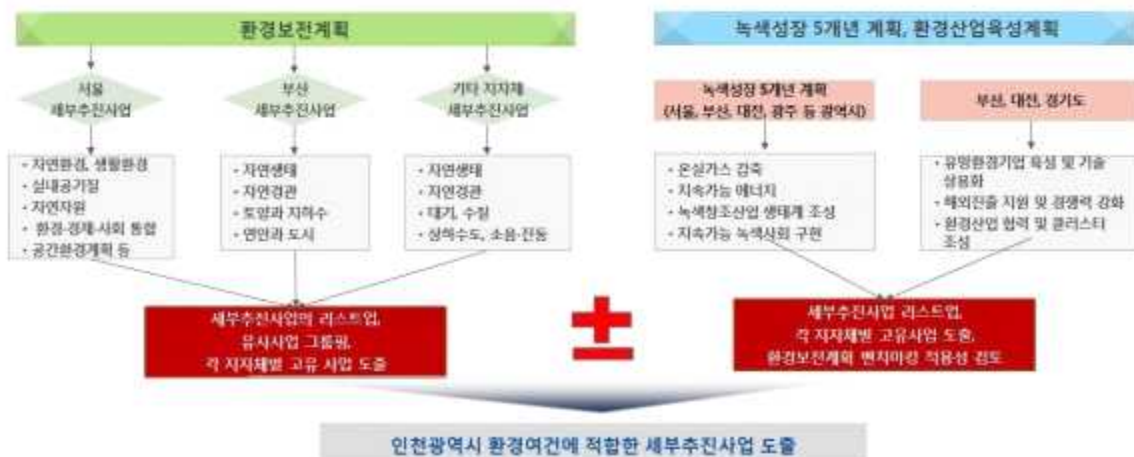 환경보전계획
녹색성장 5개년 계획, 환경산업육성계획
서울
세부추진사업
부산
세부추진사업
기타 지자체
세부추진사업
녹색성장 5개년 계획
(서울, 부산, 대전, 광주 등 광역시)
부산, 대전, 경기도
• 자연환경, 생활환경
• 실내공기질
• 자연자원
• 환경·경제·사회 통합
• 공간환경계획 등
• 자연생태
• 자연경관
• 토양과 지하수
• 연안과 도시
• 자연생태
• 자연경관
• 대기, 수질
• 상하수도, 소음·진동
• 온실가스 감축
• 지속가능 에너지
• 녹색창조산업 생태계 조성
• 지속가능 녹색사회 구현
• 유망환경기업 육성 및 기술
상용화
• 해외진출 지원 및 경쟁력 강화
• 환경산업 협력 및 클러스터
조성
세부추진사업의 리스트업,
유사사업 그룹핑,
각 지자체별 고유 사업 도출
±
세부추진사업 리스트업,
각 지자체별 고유사업 도출,
환경보전계획 벤치마킹 적용성 검토
인천광역시 환경여건에 적합한 세부추진사업 도출